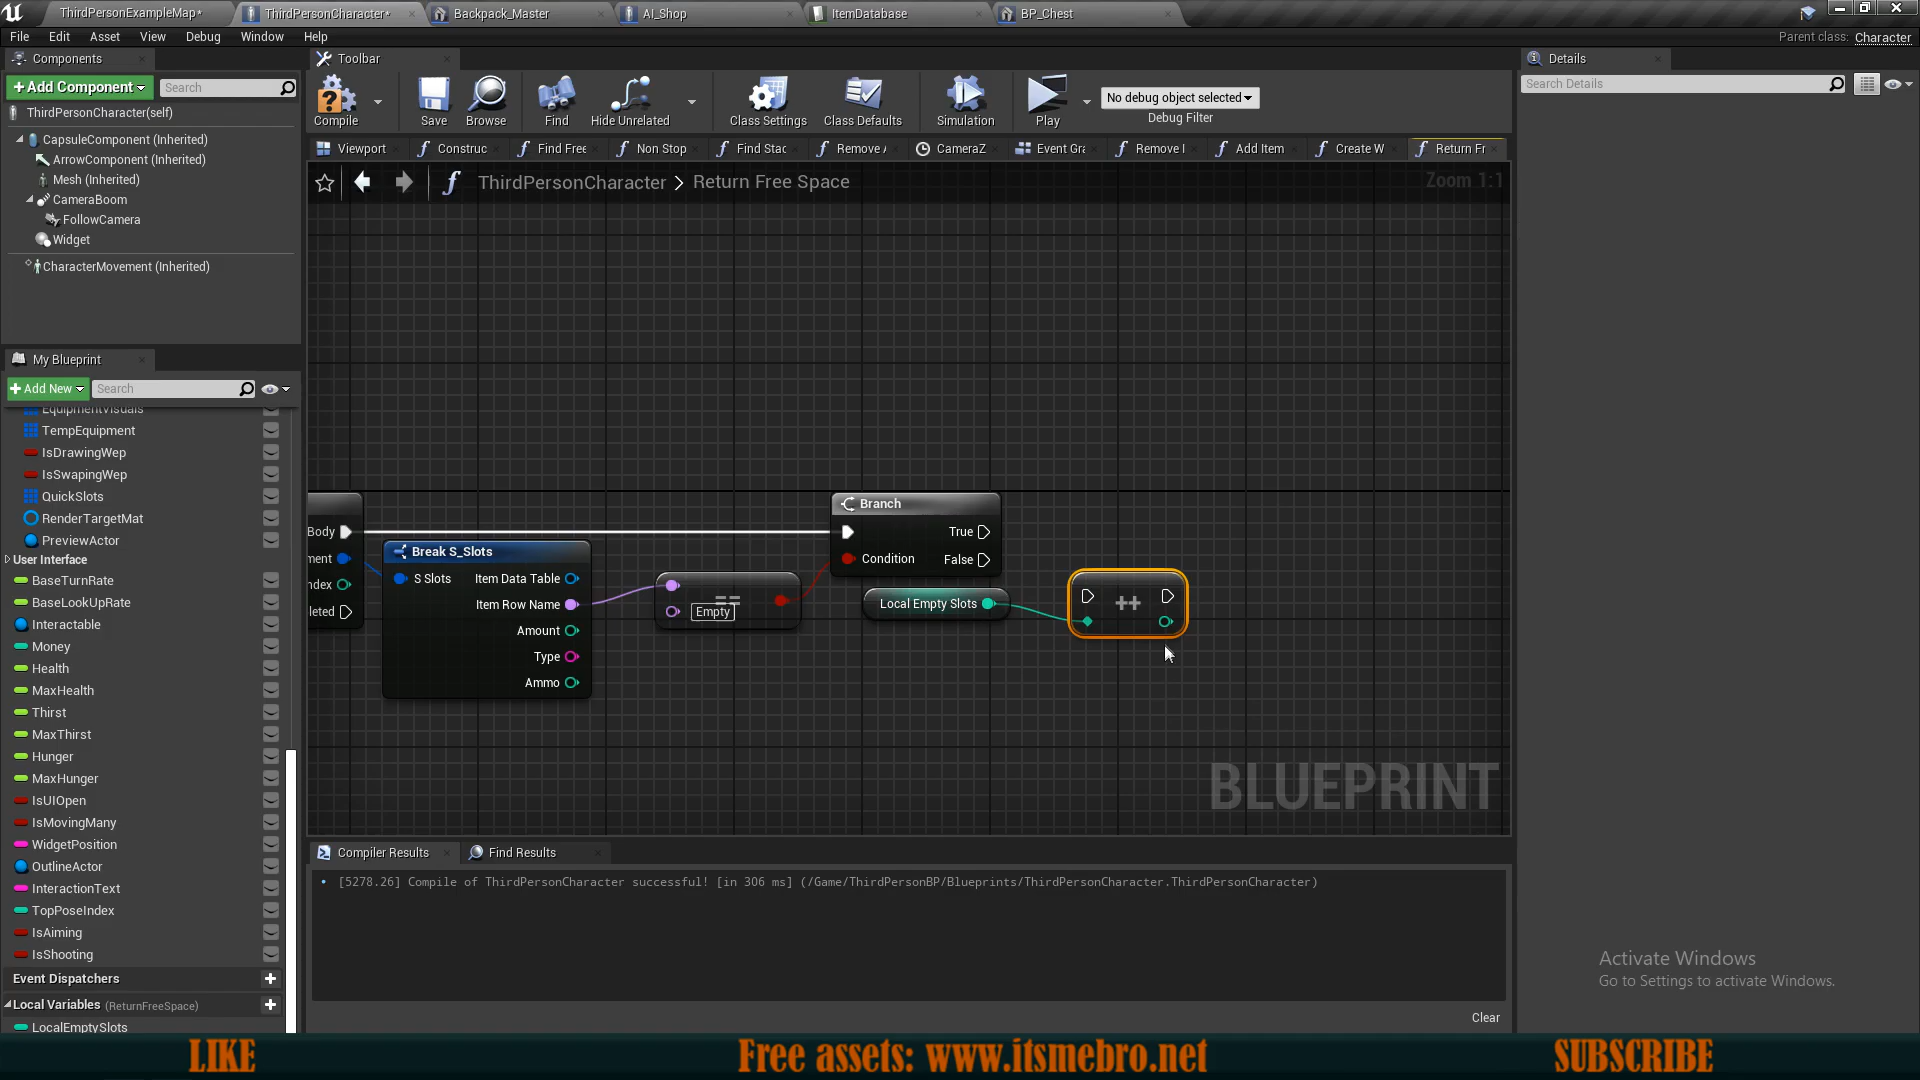 ThirdPersonExampleMap*
ThirdPersonCharacter*
Backpack_Master
AI_Shop
ItemDatabase
BP_Chest
File Edit Asset View Debug Window Help
Parent class: Character
Components
Toolbar
Details
+Add Component
Search
Search Details
ThirdPersonCharacter(self)
CapsuleComponent (Inherited)
ArrowComponent (Inherited)
Mesh (Inherited)
CameraBoom
FollowCamera
Widget
CharacterMovement (Inherited)
Compile
Save
Browse
Find
Hide Unrelated
Class Settings
Class Defaults
Simulation
Play
No debug object selected
Debug Filter
Viewport
Construc
Find Free
Non Stop
Find Stac
Remove
CameraZ
Event Gra
Remove I
Add Item
Create W
Return Fr
ThirdPersonCharacter > Return Free Space
Zoom 1:1
My Blueprint
+Add New
Search
EquipmentVisuals
TempEquipment
IsDrawingWep
IsSwapingWep
QuickSlots
RenderTargetMat
PreviewActor
User Interface
BaseTurnRate
BaseLookUpRate
Interactable
Money
Health
MaxHealth
Thirst
MaxThirst
Hunger
MaxHunger
IsUIOpen
IsMovingMany
WidgetPosition
OutlineActor
InteractionText
TopPoseIndex
IsAiming
IsShooting
Event Dispatchers
Local Variables (ReturnFreeSpace)
LocalEmptySlots
Body
ment
ndex
leted
Break S_Slots
S Slots
Item Data Table
Item Row Name
Amount
Type
Ammo
==
Empty
Branch
True
Condition
False
Local Empty Slots
++
BLUEPRINT
Compiler Results
Find Results
[5278.26] Compile of ThirdPersonCharacter successful! [in 306 ms] (/Game/ThirdPersonBP/Blueprints/ThirdPersonCharacter.ThirdPersonCharacter)
Clear
Activate Windows
Go to Settings to activate Windows.
LIKE
Free assets: www.itsmebro.net
SUBSCRIBE